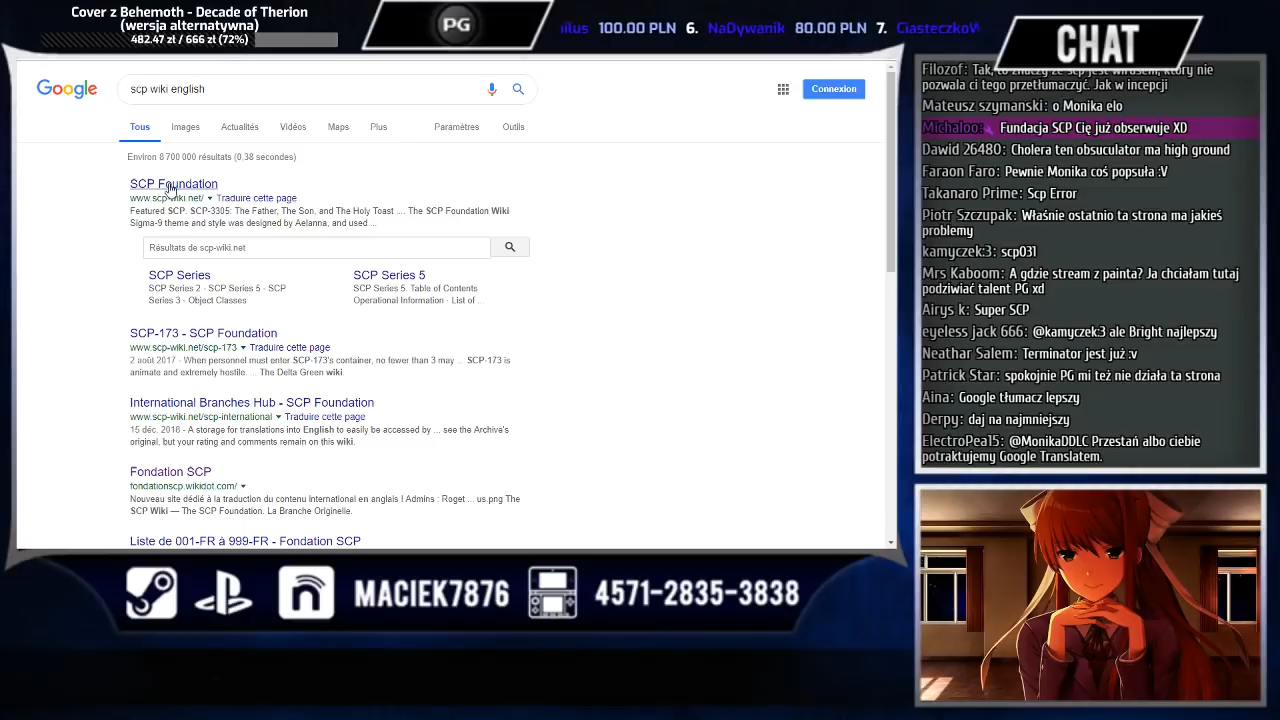 Cover z Behemoth - Decade of Therion
(wersja alternatywna)
482.47 zl / 666 zl (72%)
PG
ilus 100.00 PLN 6. NaDywanik 80.00 PLN 7.
CHAT
Google
scp wiki english
Connexion
Tous Images Actualités Vidéos Maps Plus Paramètres Outils
Environ 8 700 000 résultats (0,38 secondes)
SCP Foundation
www.scp-wiki.net/ Traduire cette page
Featured SCP. SCP-3305: The Father, The Son, and The Holy Toast .... The SCP Foundation Wiki
Sigma-9 theme and style was designed by Aelanna, and used ...
Résultats de scp-wiki.net
SCP Series
SCP Series 2 - SCP Series 5 - SCP
Series 3 - Object Classes
SCP Series 5
SCP Series 5. Table of Contents
Operational Information · List of ...
SCP-173 - SCP Foundation
www.scp-wiki.net/scp-173 Traduire cette page
2 août 2017 - When personnel must enter SCP-173's container, no fewer than 3 may ... SCP-173 is
animate and extremely hostile. ... The Delta Green wiki.
International Branches Hub - SCP Foundation
www.scp-wiki.net/scp-international Traduire cette page
15 déc. 2018 - A storage for translations into English to easily be accessed by ... see the Archive's
original, but your rating and comments remain on this wiki.
Fondation SCP
fondationscp.wikidot.com/
Nouveau site dédié à la traduction du contenu international en anglais ! Admins : Roget ... us.png The
SCP Wiki — The SCP Foundation. La Branche Originelle.
Liste de 001-FR à 999-FR - Fondation SCP
Filozof: Tak, to znaczy że scp jest wirusem, który nie
pozwala ci tego przetłumaczyć. Jak w incepcji
Mateusz szymanski: o Monika elo
Michaloo: Fundacja SCP Cię już obserwuje XD
Dawid 26480: Cholera ten obsuculator ma high ground
Faraon Faro: Pewnie Monika coś popsuła :V
Takanaro Prime: Scp Error
Piotr Szczupak: Właśnie ostatnio ta strona ma jakieś
problemy
kamyczek:3: scp031
Mrs Kaboom: A gdzie stream z painta? Ja chciałam tutaj
podziwiać talent PG xd
Airys k: Super SCP
eyeless jack 666: @kamyczek:3 ale Bright najlepszy
Neathar Salem: Terminator jest już :v
Patrick Star: spokojnie PG mi też nie działa ta strona
Aina: Google tłumacz lepszy
Derpy: daj na najmniejszy
ElectroPea15: @MonikaDDLC Przestań albo ciebie
potraktujemy Google Translatem.
MACIEK7876 4571-2835-3838